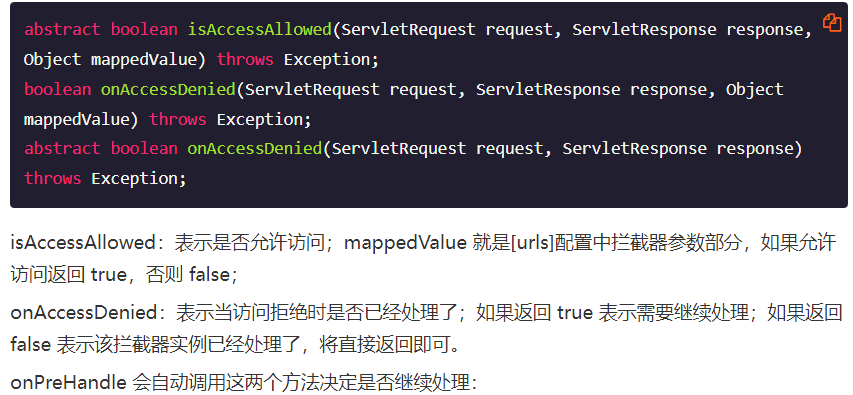 abstract boolean isAccessAllowed(ServletRequest request, ServletResponse response,
Object mappedValue) throws Exception;
boolean onAccessDenied(ServletRequest request, ServletResponse response, Object
mappedValue) throws Exception;
abstract boolean onAccessDenied(ServletRequest request, ServletResponse response)
throws Exception;
isAccessAllowed：表示是否允许访问；mappedValue 就是[urls]配置中拦截器参数部分，如果允许
访问返回 true，否则 false；
onAccessDenied：表示当访问拒绝时是否已经处理了；如果返回 true 表示需要继续处理；如果返回
false 表示该拦截器实例已经处理了，将直接返回即可。
onPreHandle 会自动调用这两个方法决定是否继续处理：